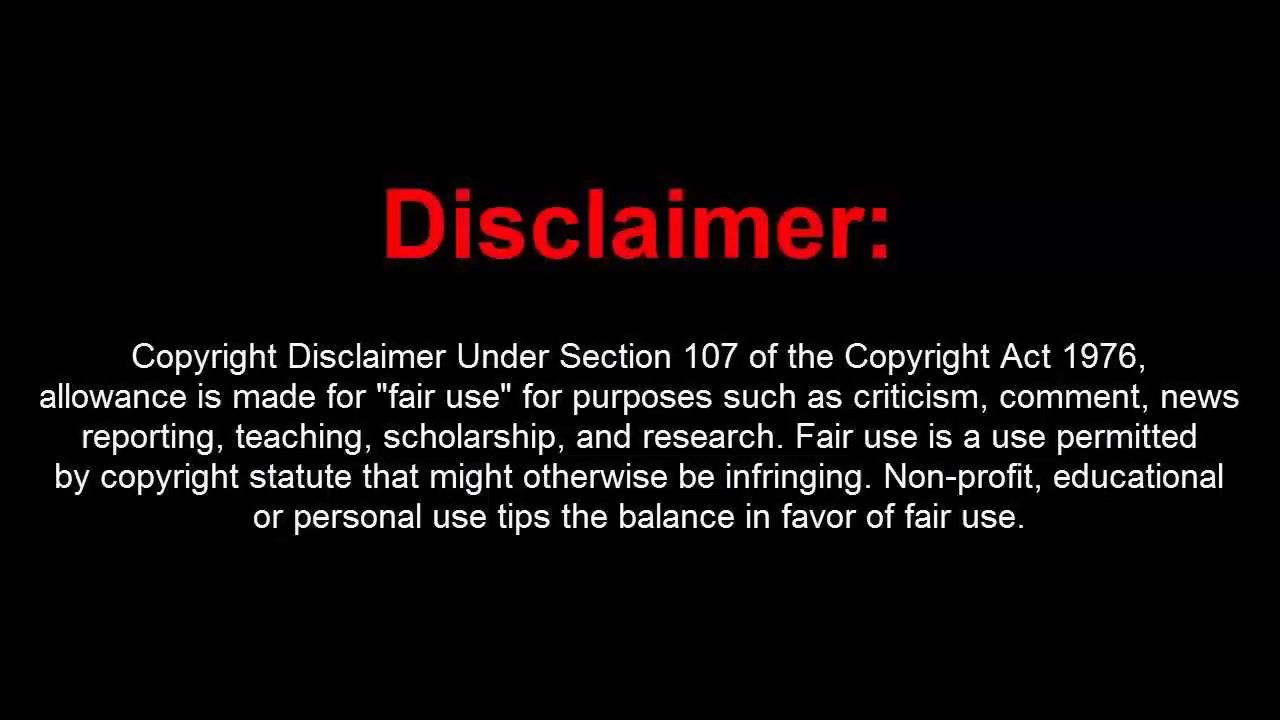 Disclaimer:
Copyright Disclaimer Under Section 107 of the Copyright Act 1976,
allowance is made for "fair use" for purposes such as criticism, comment, news
reporting, teaching, scholarship, and research. Fair use is a use permitted
by copyright statute that might otherwise be infringing. Non-profit, educational
or personal use tips the balance in favor of fair use.